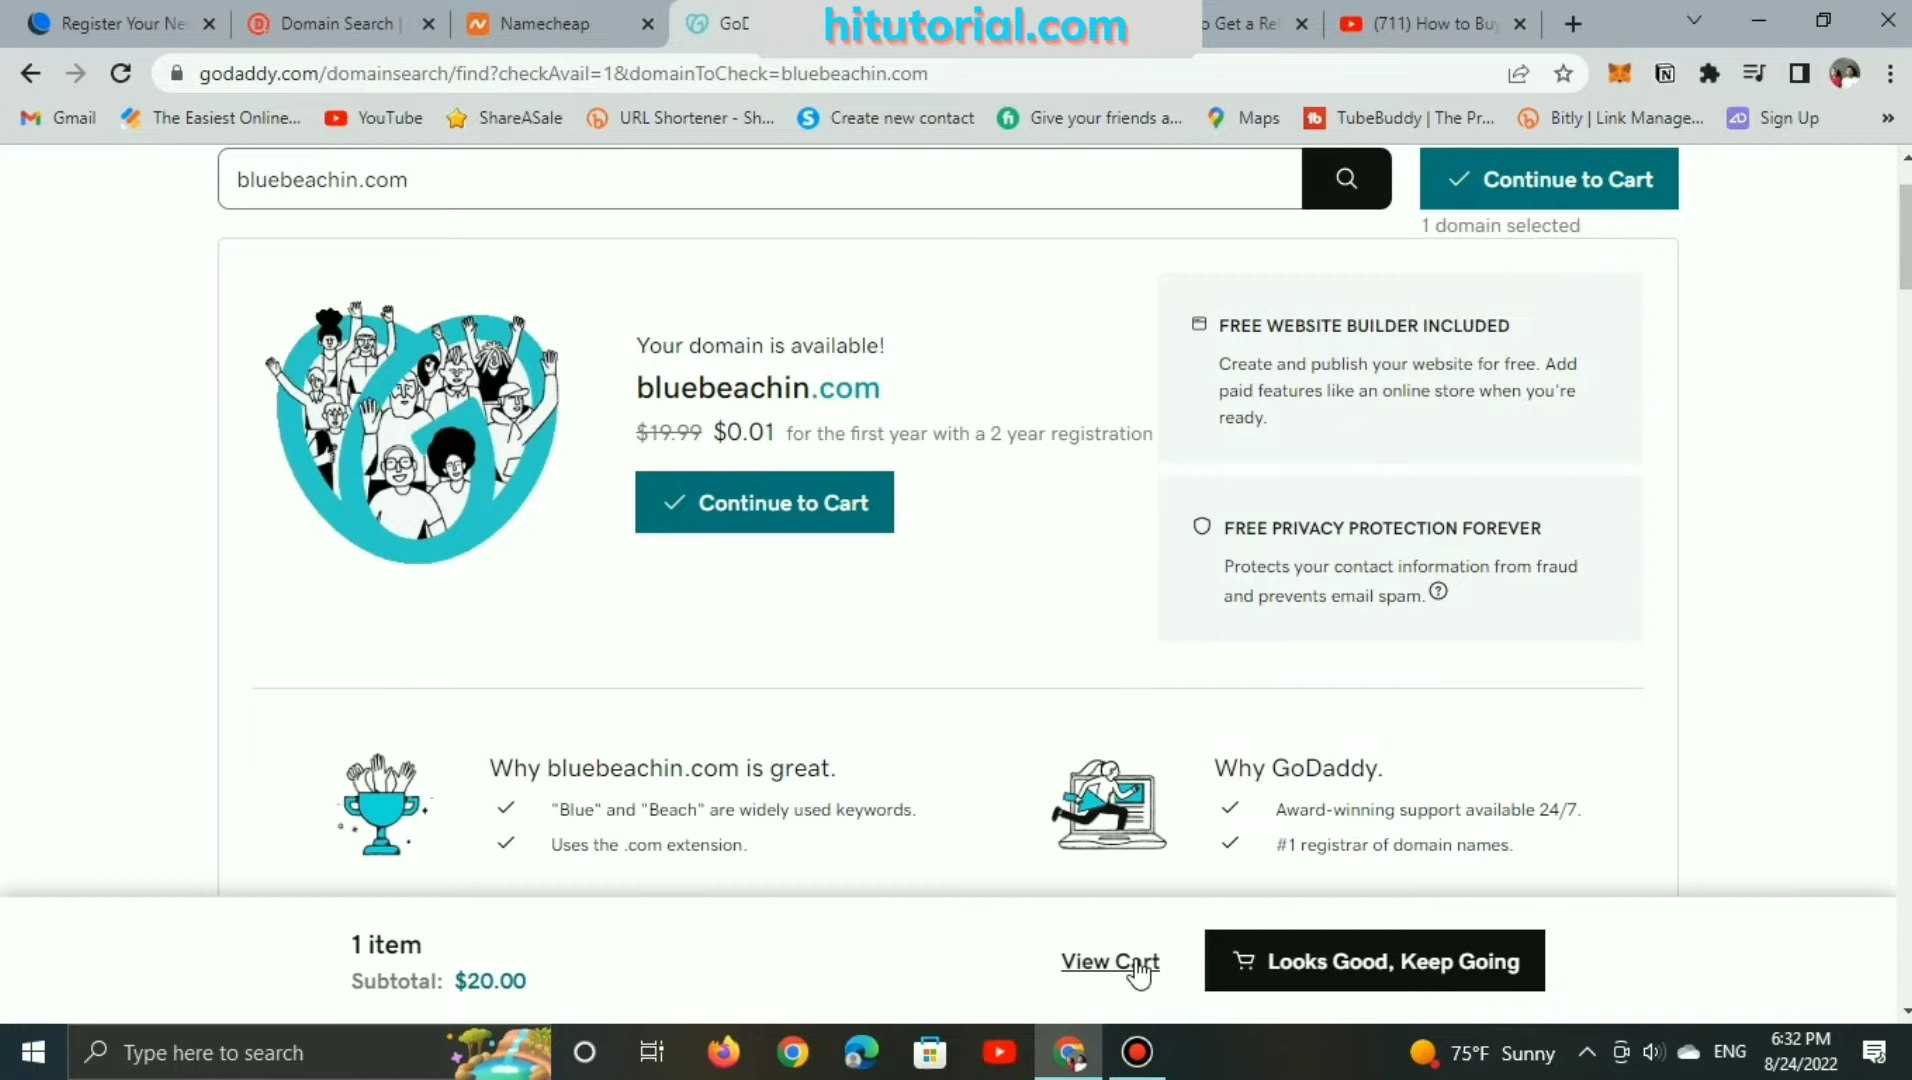 Register Your Ne
Domain Search |
Namecheap
GoD
hitutorial.com
o Get a Re
(711) How to Buy
godaddy.com/domainsearch/find?checkAvail=1&domainToCheck=bluebeachin.com
Gmail
The Easiest Online...
YouTube
ShareASale
URL Shortener - Sh...
Create new contact
Give your friends a...
Maps
TubeBuddy | The Pr...
Bitly | Link Manage...
Sign Up
»
bluebeachin.com
Continue to Cart
1 domain selected
Your domain is available!
bluebeachin.com
$19.99 $0.01 for the first year with a 2 year registration
Continue to Cart
FREE WEBSITE BUILDER INCLUDED
Create and publish your website for free. Add
paid features like an online store when you're
ready.
FREE PRIVACY PROTECTION FOREVER
Protects your contact information from fraud
and prevents email spam.
Why bluebeachin.com is great.
"Blue" and "Beach" are widely used keywords.
Uses the .com extension.
Why GoDaddy.
Award-winning support available 24/7.
#1 registrar of domain names.
1 item
Subtotal: $20.00
View Cart
Looks Good, Keep Going
Type here to search
75°F Sunny
ENG
6:32 PM
8/24/2022